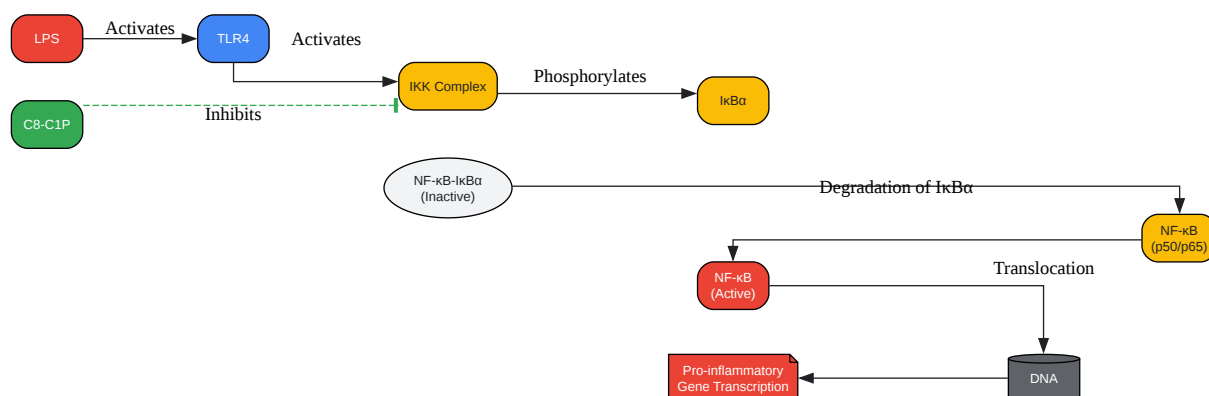 LPS
Activates
TLR4
Activates
IKK Complex
Phosphorylates
IκBα
C8-C1P
Inhibits
NF-κB-IκBα
(Inactive)
Degradation of IκBα
NF-κB
(p50/p65)
NF-κB
(Active)
Translocation
DNA
Pro-inflammatory
Gene Transcription